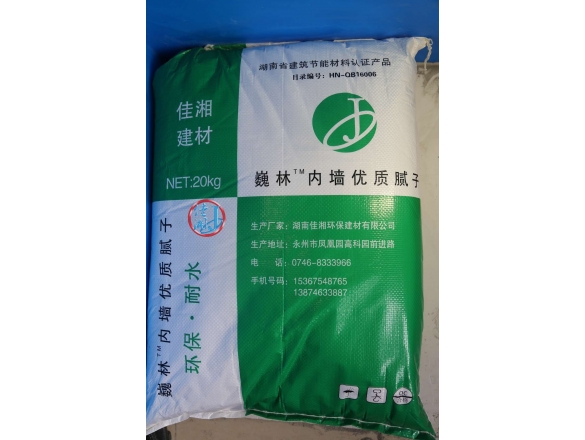 湖南省建筑节能材料认证产品
目录编号：HN-QB16006
佳湘
建材
NET:20kg
巍林™内墙优质腻子
生产厂家：湖南佳湘环保建材有限公司
生产地址：永州市凤凰园高科园前进路
电　话：0746-8333966
手机号码：15367548765
13874633887
巍林™内墙优质腻子
环保·耐水
佳湖